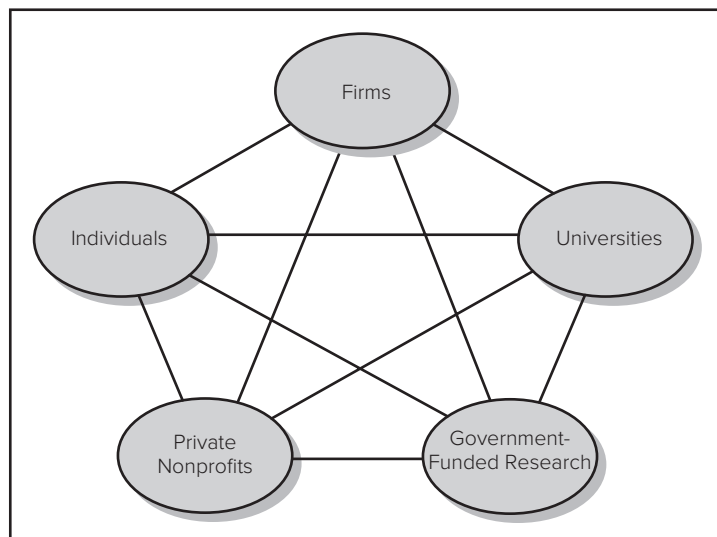 Firms
Individuals
Universities
Private
Nonprofits
Government-
Funded Research